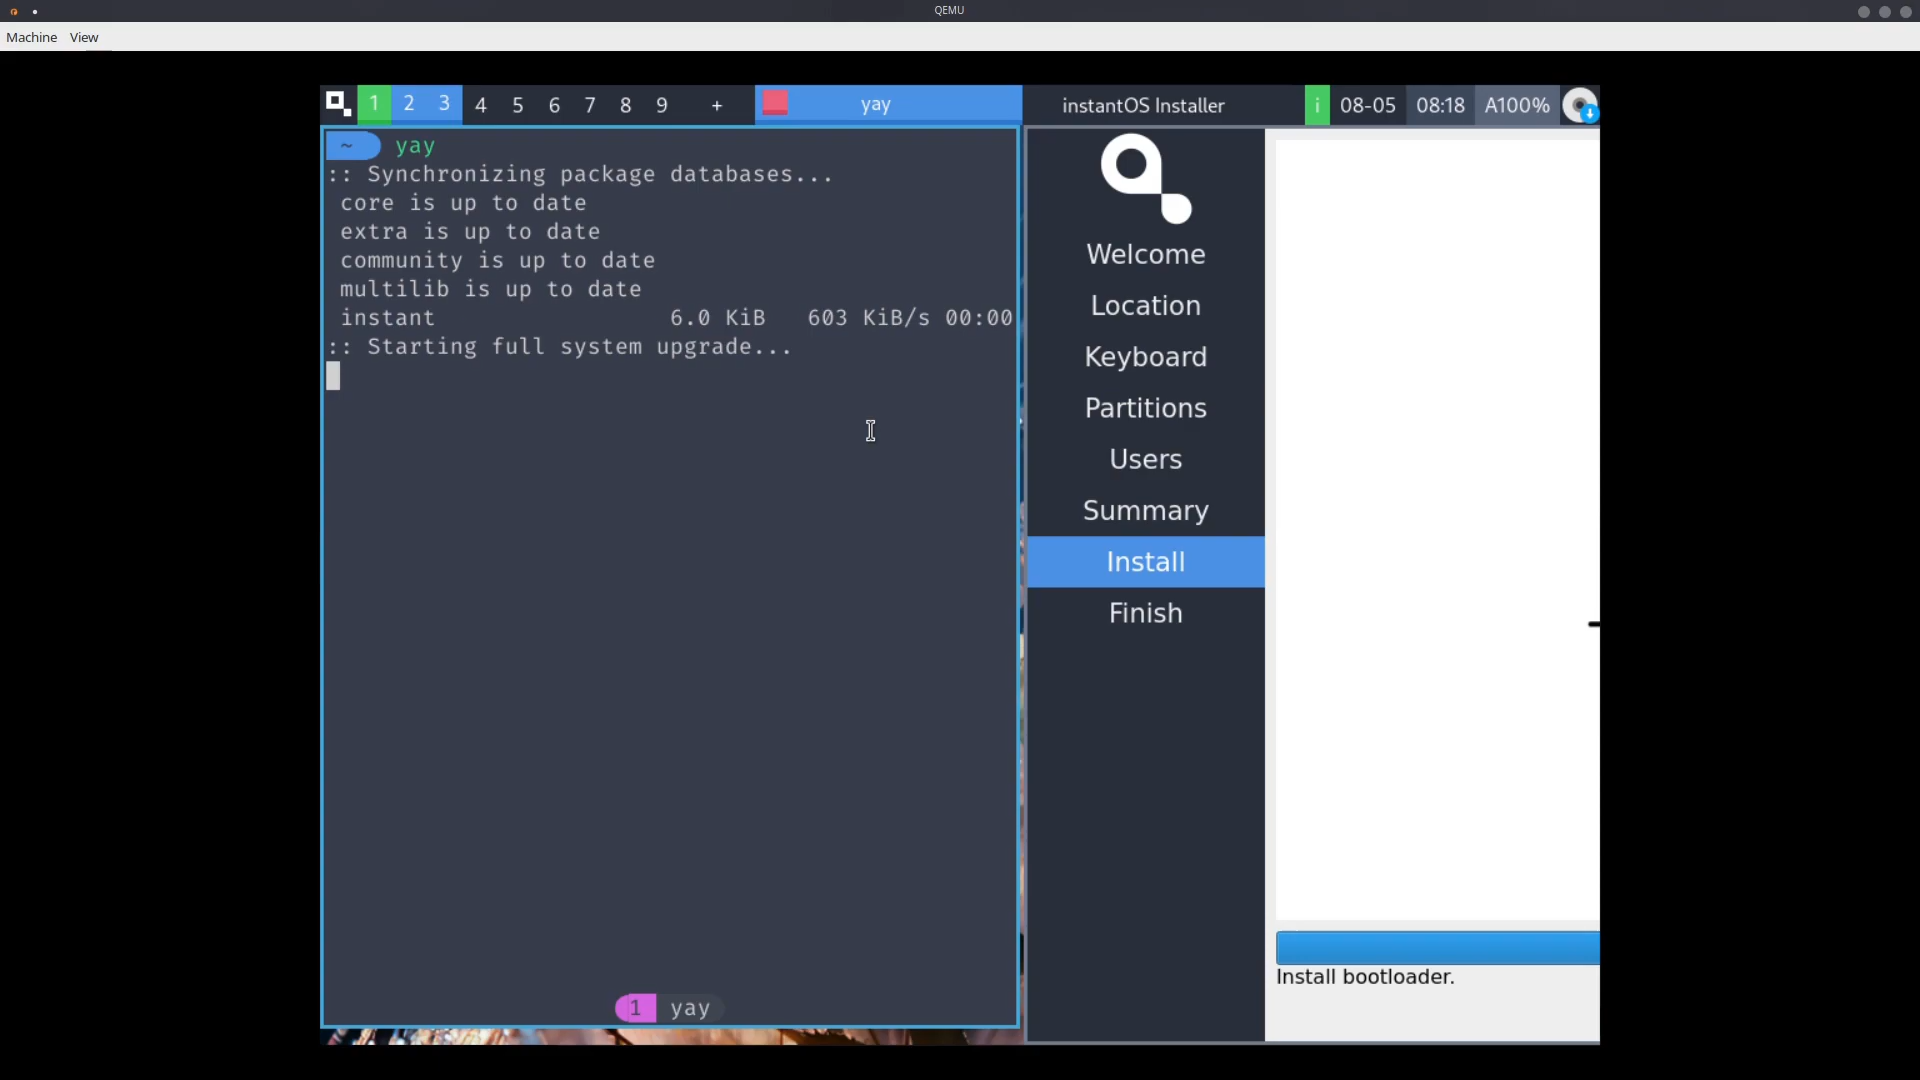 QEMU
Machine View
1 2 3 4 5 6 7 8 9 + yay instantOS Installer i 08-05 08:18 A100%
~ yay
:: Synchronizing package databases...
core is up to date
extra is up to date
community is up to date
multilib is up to date
instant 6.0 KiB 603 KiB/s 00:00
:: Starting full system upgrade...
1 yay
Welcome
Location
Keyboard
Partitions
Users
Summary
Install
Finish
Install bootloader.